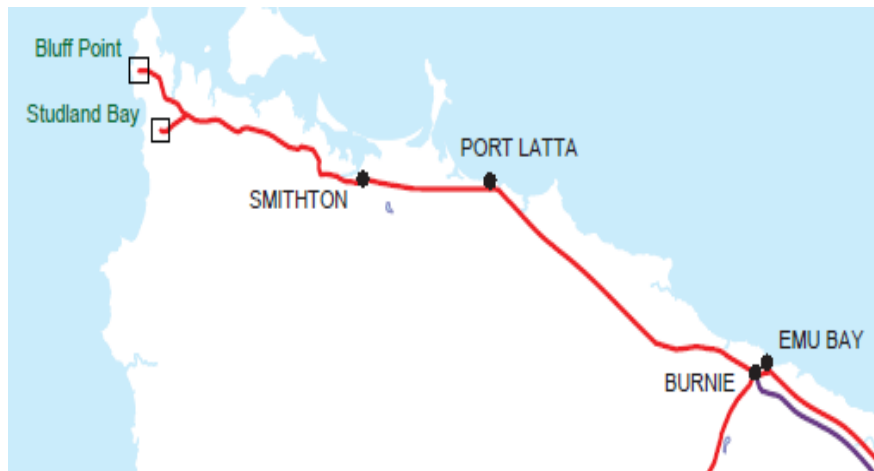 Bluff Point
Studland Bay
PORT LATTA
SMITHTON
EMU BAY
BURNIE